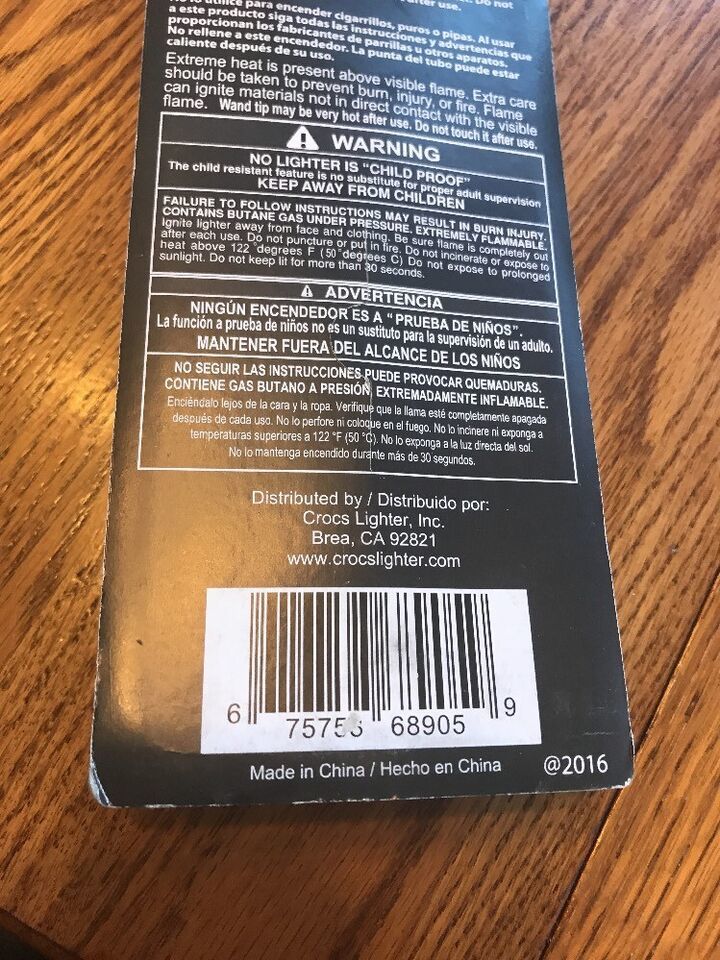 after use. Do not
utilice para encender cigarrillos, puros o pipas. Al usar
a este producto siga todas las instrucciones y advertencias que
proporcionan los fabricantes de parrillas u otros aparatos.
No rellene a este encendedor. La punta del tubo puede estar
caliente después de su uso.
Extreme heat is present above visible flame. Extra care
should be taken to prevent burn, injury, or fire. Flame
can ignite materials not in direct contact with the visible
flame. Wand tip may be very hot after use. Do not touch it after use.
WARNING
NO LIGHTER IS "CHILD PROOF"
The child resistant feature is no substitute for proper adult supervision
KEEP AWAY FROM CHILDREN
FAILURE TO FOLLOW INSTRUCTIONS MAY RESULT IN BURN INJURY.
CONTAINS BUTANE GAS UNDER PRESSURE. EXTREMELY FLAMMABLE.
Ignite lighter away from face and clothing. Be sure flame is completely out
after each use. Do not puncture or put in fire. Do not incinerate or expose to
heat above 122 °degrees F (50°degrees C) Do not expose to prolonged
sunlight. Do not keep lit for more than 30 seconds.
ADVERTENCIA
NINGÚN ENCENDEDOR ES A "PRUEBA DE NIÑOS".
La función a prueba de niños no es un sustituto para la supervisión de un adulto.
MANTENER FUERA DEL ALCANCE DE LOS NIÑOS
NO SEGUIR LAS INSTRUCCIONES PUEDE PROVOCAR QUEMADURAS.
CONTIENE GAS BUTANO A PRESIÓN EXTREMADAMENTE INFLAMABLE.
Enciéndalo lejos de la cara y la ropa. Verifique que la llama esté completamente apagada
después de cada uso. No lo perfore ni coloque en el fuego. No lo incinere ni exponga a
temperaturas superiores a 122 °F (50 °C). No lo exponga a la luz directa del sol.
No lo mantenga encendido durante más de 30 segundos.
Distributed by / Distribuido por:
Crocs Lighter, Inc.
Brea, CA 92821
www.crocslighter.com
6 75753 68905 9
Made in China / Hecho en China @2016